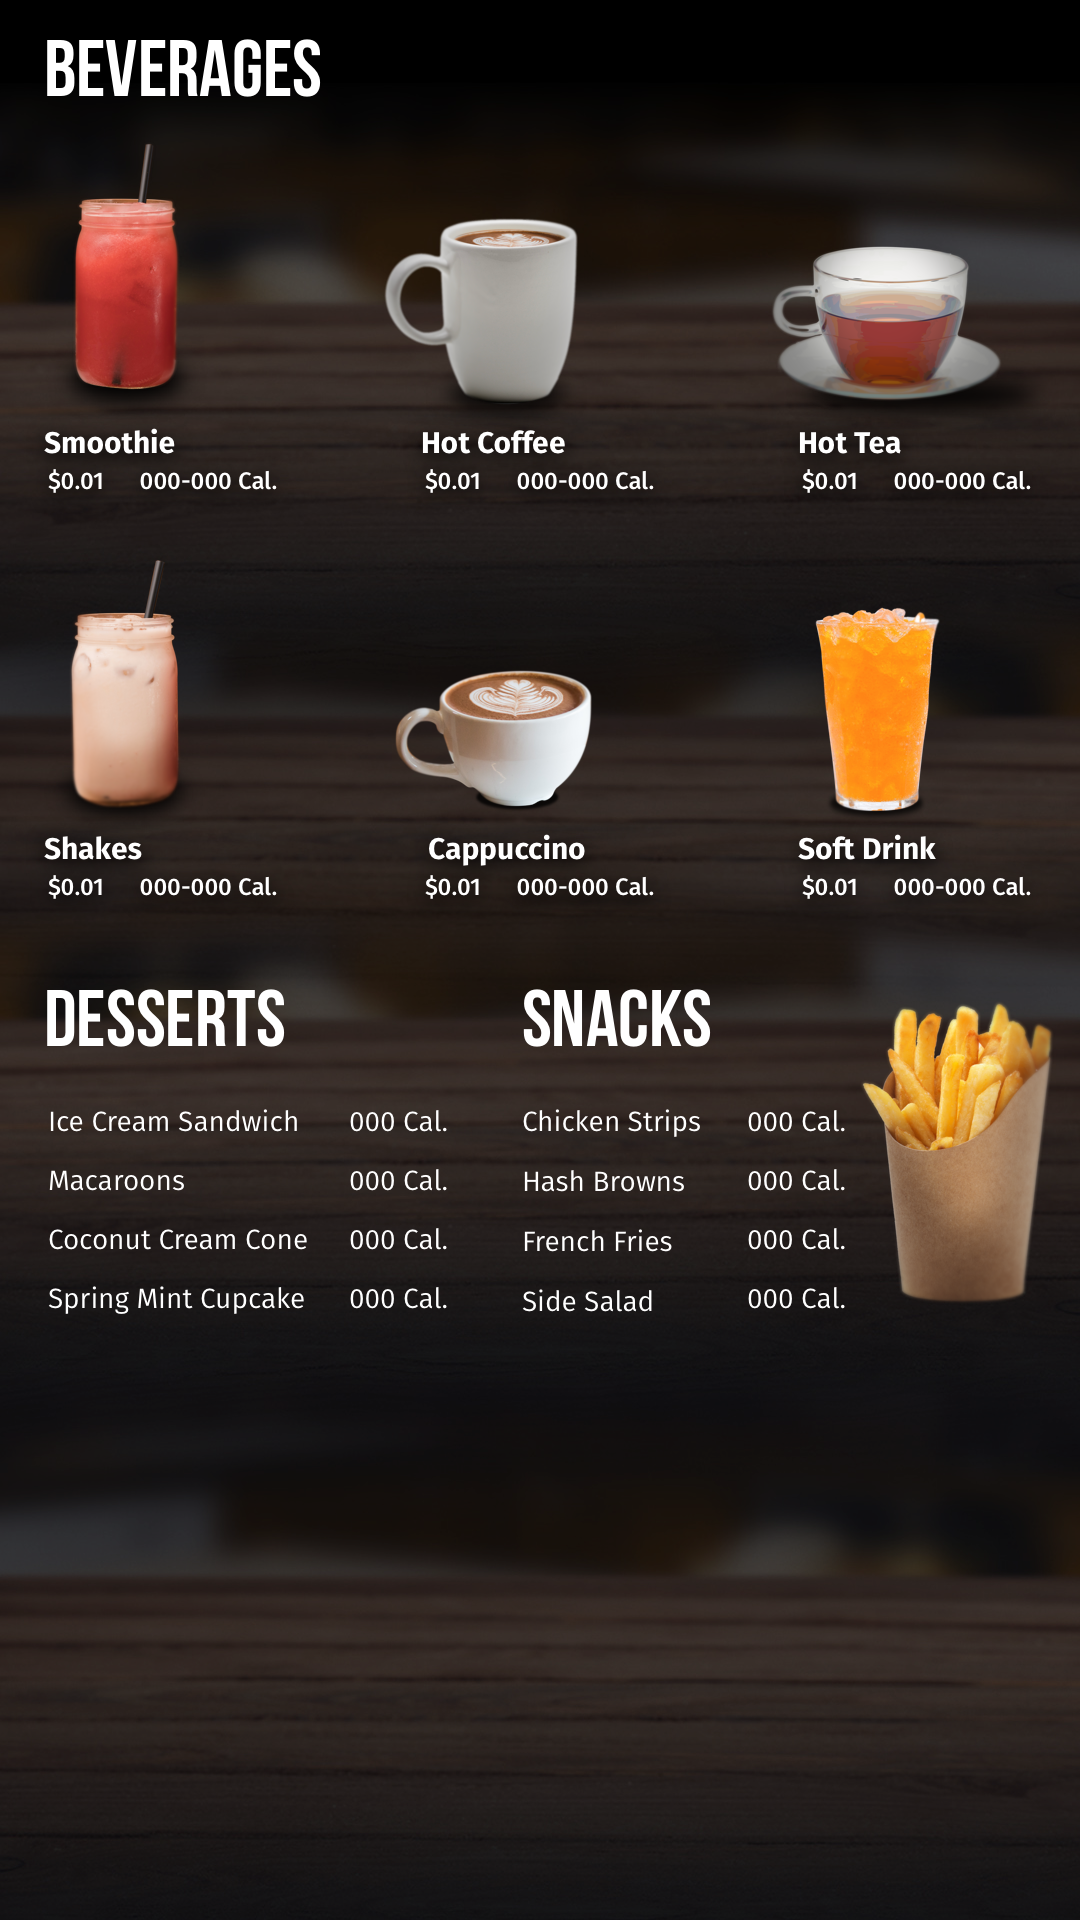 BEVERAGES
Smoothie
$0.01 000-000 Cal.
Hot Coffee
$0.01 000-000 Cal.
Hot Tea
$0.01 000-000 Cal.
Shakes
$0.01 000-000 Cal.
Cappuccino
$0.01 000-000 Cal.
Soft Drink
$0.01 000-000 Cal.
DESSERTS
Ice Cream Sandwich 000 Cal.
Macaroons 000 Cal.
Coconut Cream Cone 000 Cal.
Spring Mint Cupcake 000 Cal.
SNACKS
Chicken Strips 000 Cal.
Hash Browns 000 Cal.
French Fries 000 Cal.
Side Salad 000 Cal.